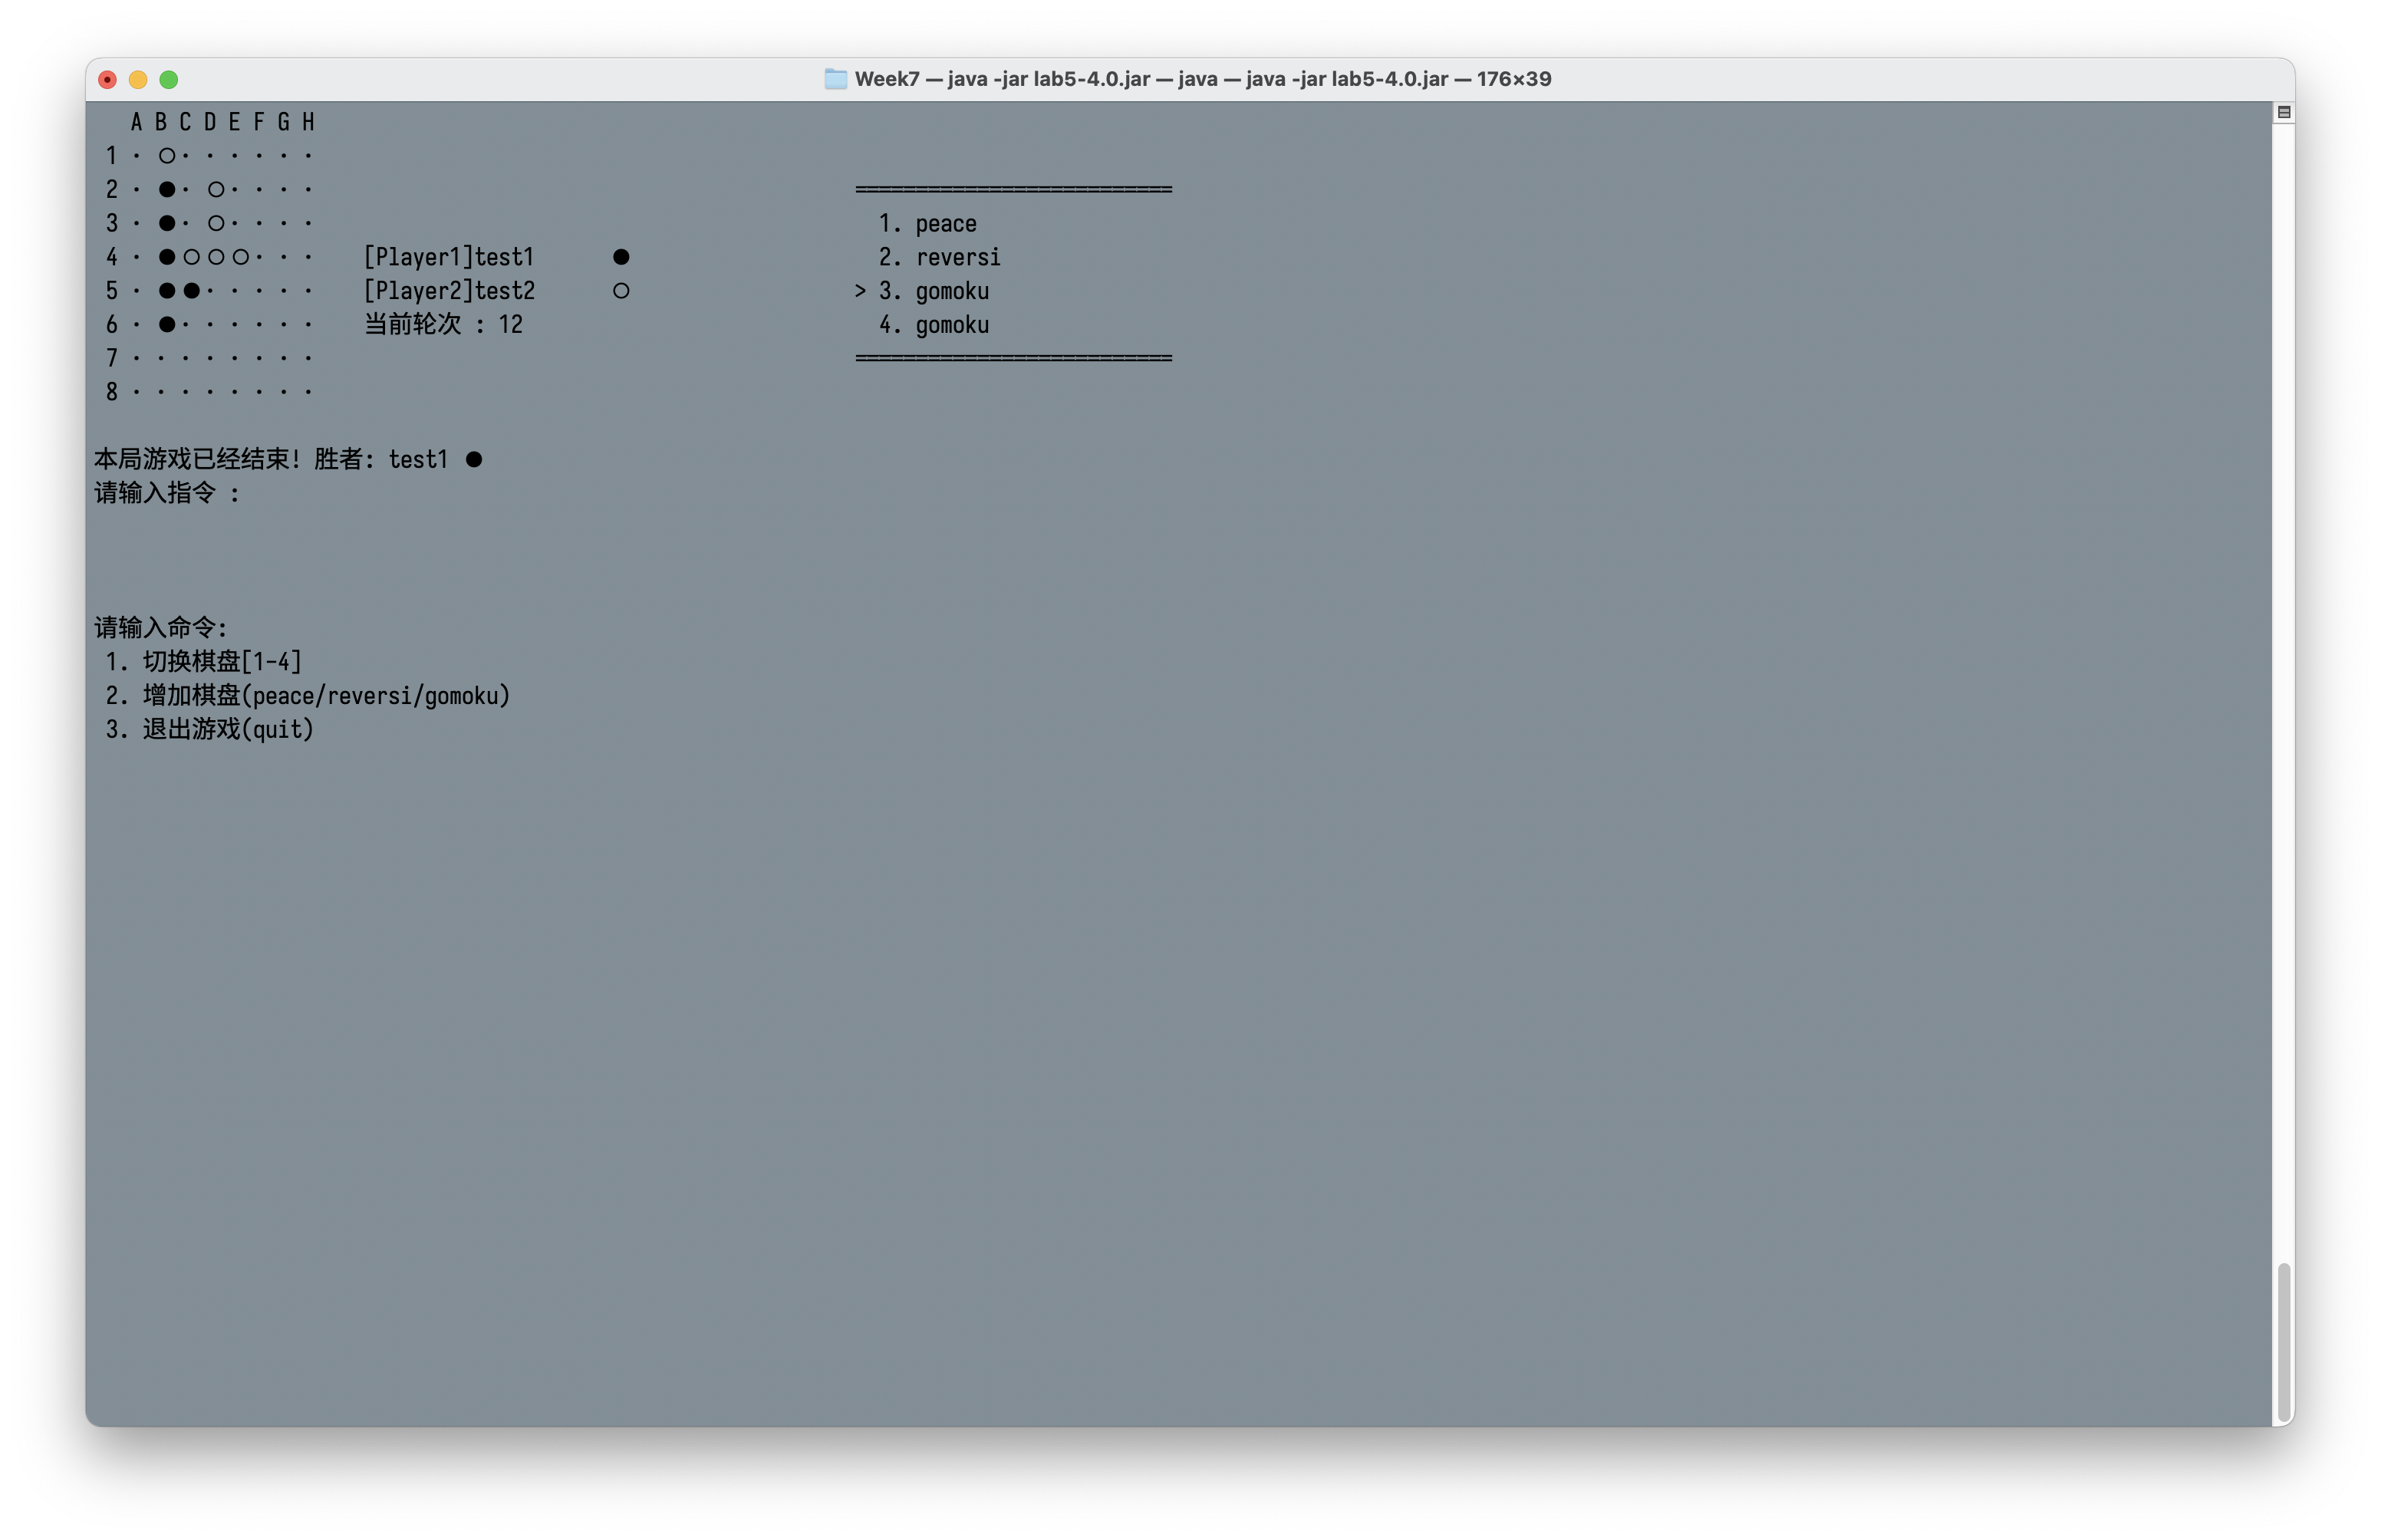 Week7 — java -jar lab5-4.0.jar — java — java -jar lab5-4.0.jar — 176×39
A B C D E F G H
1 · ○ · · · · · ·
2 · ● · ○ · · · · ==========================
3 · ● · ○ · · · · 1. peace
4 · ● ○ ○ ○ · · · [Player1]test1 ● 2. reversi
5 · ● ● · · · · · [Player2]test2 ○ > 3. gomoku
6 · ● · · · · · · 当前轮次 : 12 4. gomoku
7 · · · · · · · · ==========================
8 · · · · · · · ·
本局游戏已经结束! 胜者: test1 ●
请输入指令 :
请输入命令:
1. 切换棋盘[1-4]
2. 增加棋盘(peace/reversi/gomoku)
3. 退出游戏(quit)